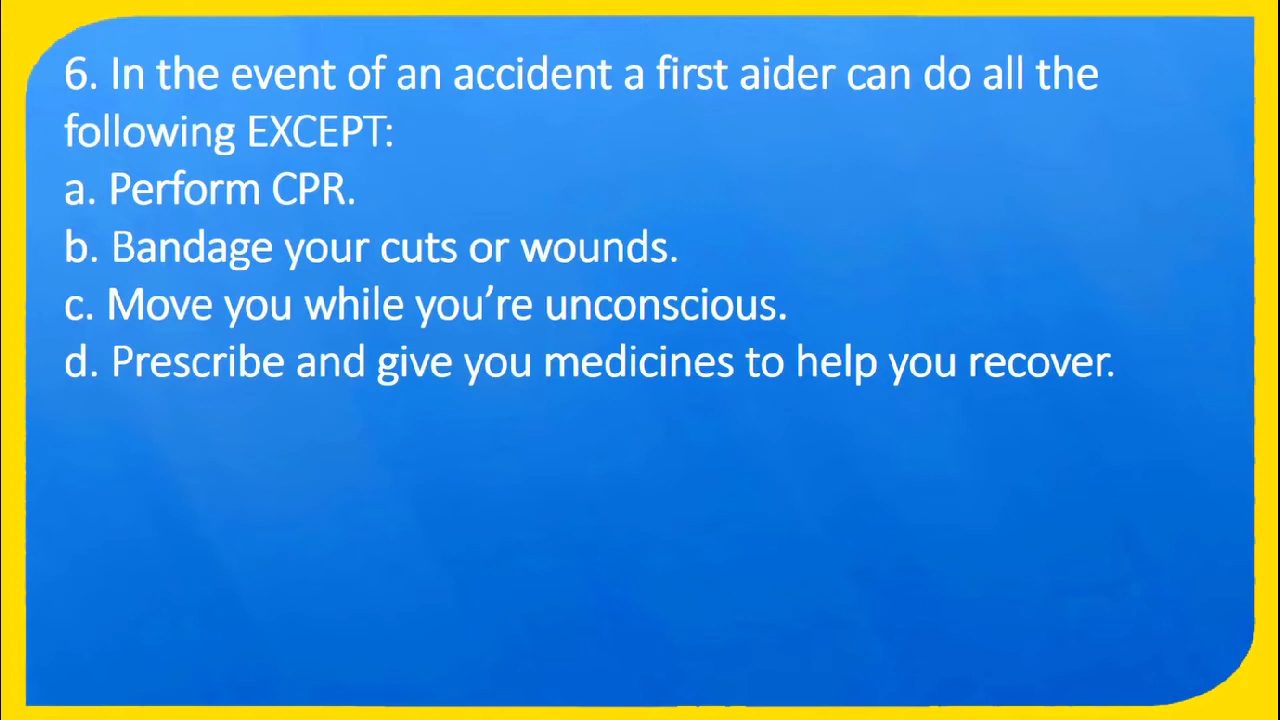 6. In the event of an accident a first aider can do all the
following EXCEPT:
a. Perform CPR.
b. Bandage your cuts or wounds.
c. Move you while you’re unconscious.
d. Prescribe and give you medicines to help you recover.